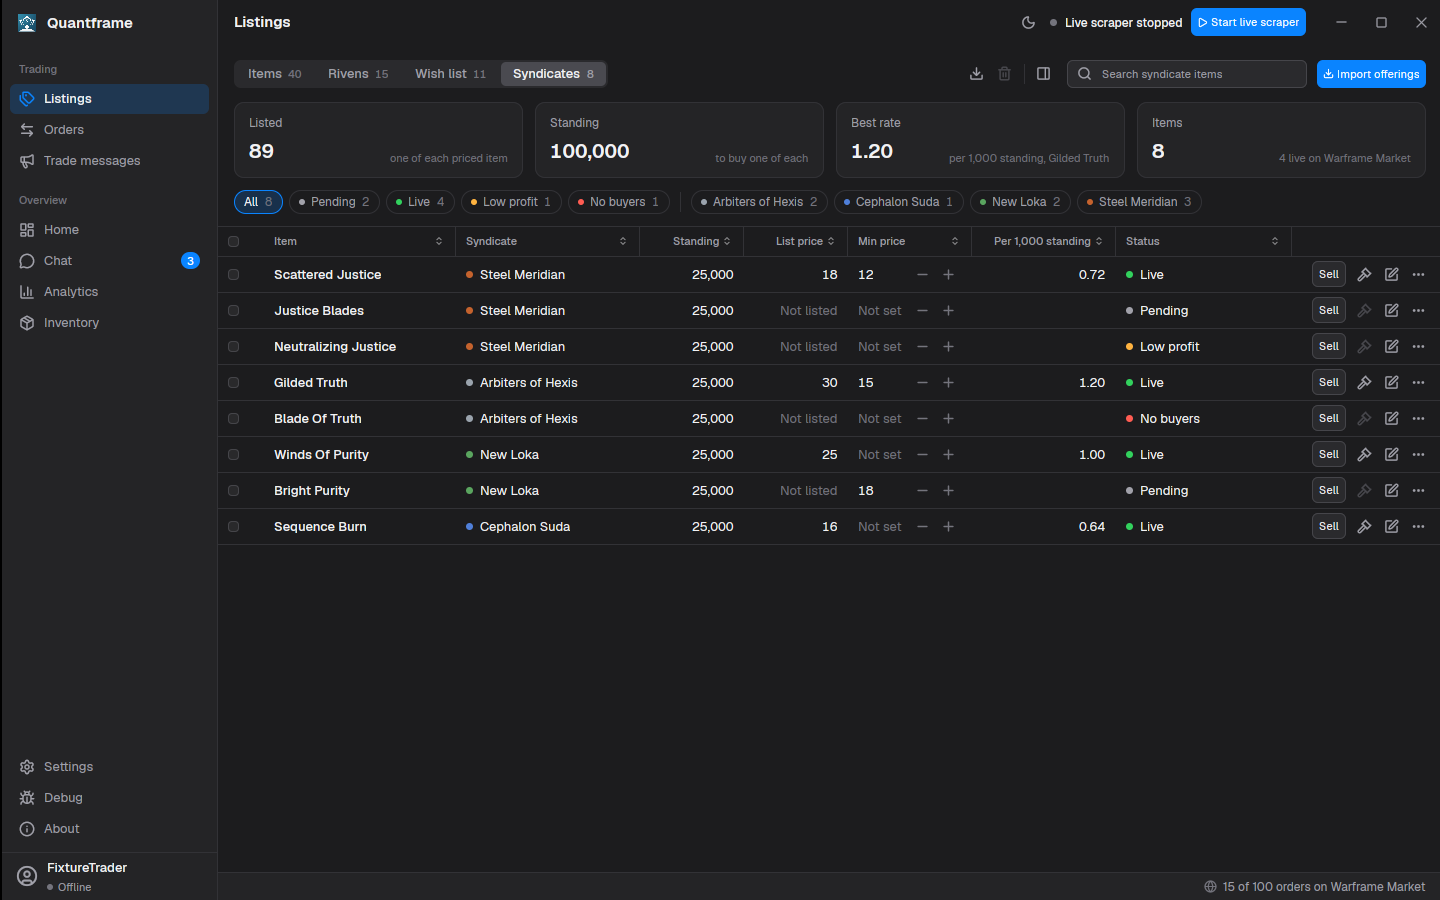 Quantframe
Listings
Live scraper stopped
Start live scraper
Trading
Listings
Orders
Trade messages
Overview
Home
Chat 3
Analytics
Inventory
Items 40 Rivens 15 Wish list 11 Syndicates 8
Search syndicate items
Import offerings
Listed
89
one of each priced item
Standing
100,000
to buy one of each
Best rate
1.20
per 1,000 standing, Gilded Truth
Items
8
4 live on Warframe Market
All 8 Pending 2 Live 4 Low profit 1 No buyers 1 Arbiters of Hexis 2 Cephalon Suda 1 New Loka 2 Steel Meridian 3
Item Syndicate Standing List price Min price Per 1,000 standing Status
Scattered Justice Steel Meridian 25,000 18 12 0.72 Live Sell
Justice Blades Steel Meridian 25,000 Not listed Not set Pending Sell
Neutralizing Justice Steel Meridian 25,000 Not listed Not set Low profit Sell
Gilded Truth Arbiters of Hexis 25,000 30 15 1.20 Live Sell
Blade Of Truth Arbiters of Hexis 25,000 Not listed Not set No buyers Sell
Winds Of Purity New Loka 25,000 25 Not set 1.00 Live Sell
Bright Purity New Loka 25,000 Not listed 18 Pending Sell
Sequence Burn Cephalon Suda 25,000 16 Not set 0.64 Live Sell
Settings
Debug
About
FixtureTrader
Offline
15 of 100 orders on Warframe Market